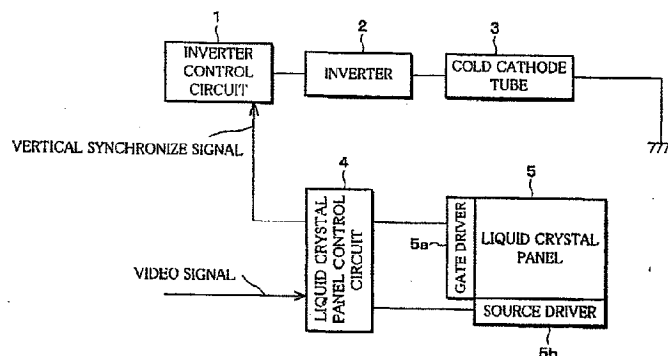 1
2
3
INVERTER
CONTROL
CIRCUIT
INVERTER
COLD CATHODE
TUBE
VERTICAL SYNCHRONIZE SIGNAL
4
5
LIQUID CRYSTAL
PANEL CONTROL
CIRCUIT
5a
GATE DRIVER
LIQUID CRYSTAL
PANEL
VIDEO SIGNAL
SOURCE DRIVER
5b